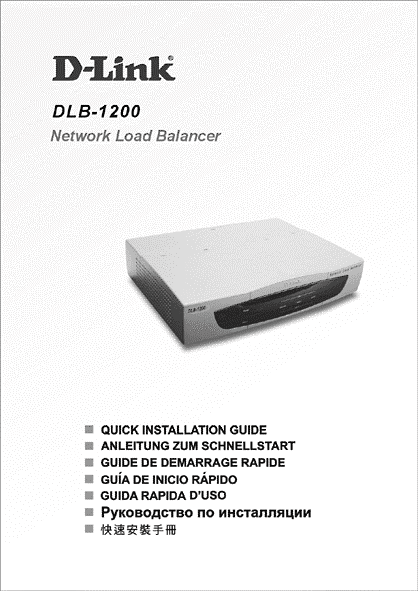 D-Link
DLB-1200
Network Load Balancer
DLB-1200
QUICK INSTALLATION GUIDE
ANLEITUNG ZUM SCHNELLSTART
GUIDE DE DEMARRAGE RAPIDE
GUÍA DE INICIO RÁPIDO
GUIDA RAPIDA D'USO
Руководство по инсталляции
快速安裝手冊